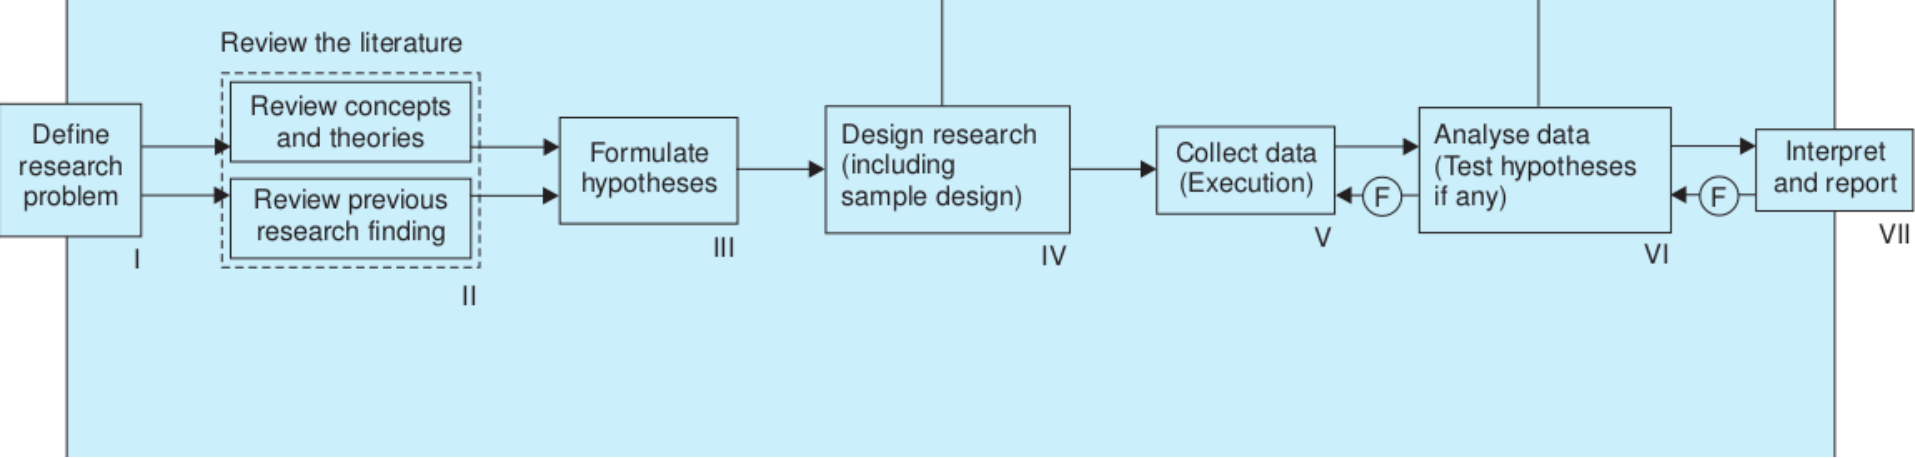 Review the literature
Define
research
problem
I
Review concepts
and theories
Review previous
research finding
II
Formulate
hypotheses
III
Design research
(including
sample design)
IV
Collect data
(Execution)
V
F
Analyse data
(Test hypotheses
if any)
VI
F
Interpret
and report
VII